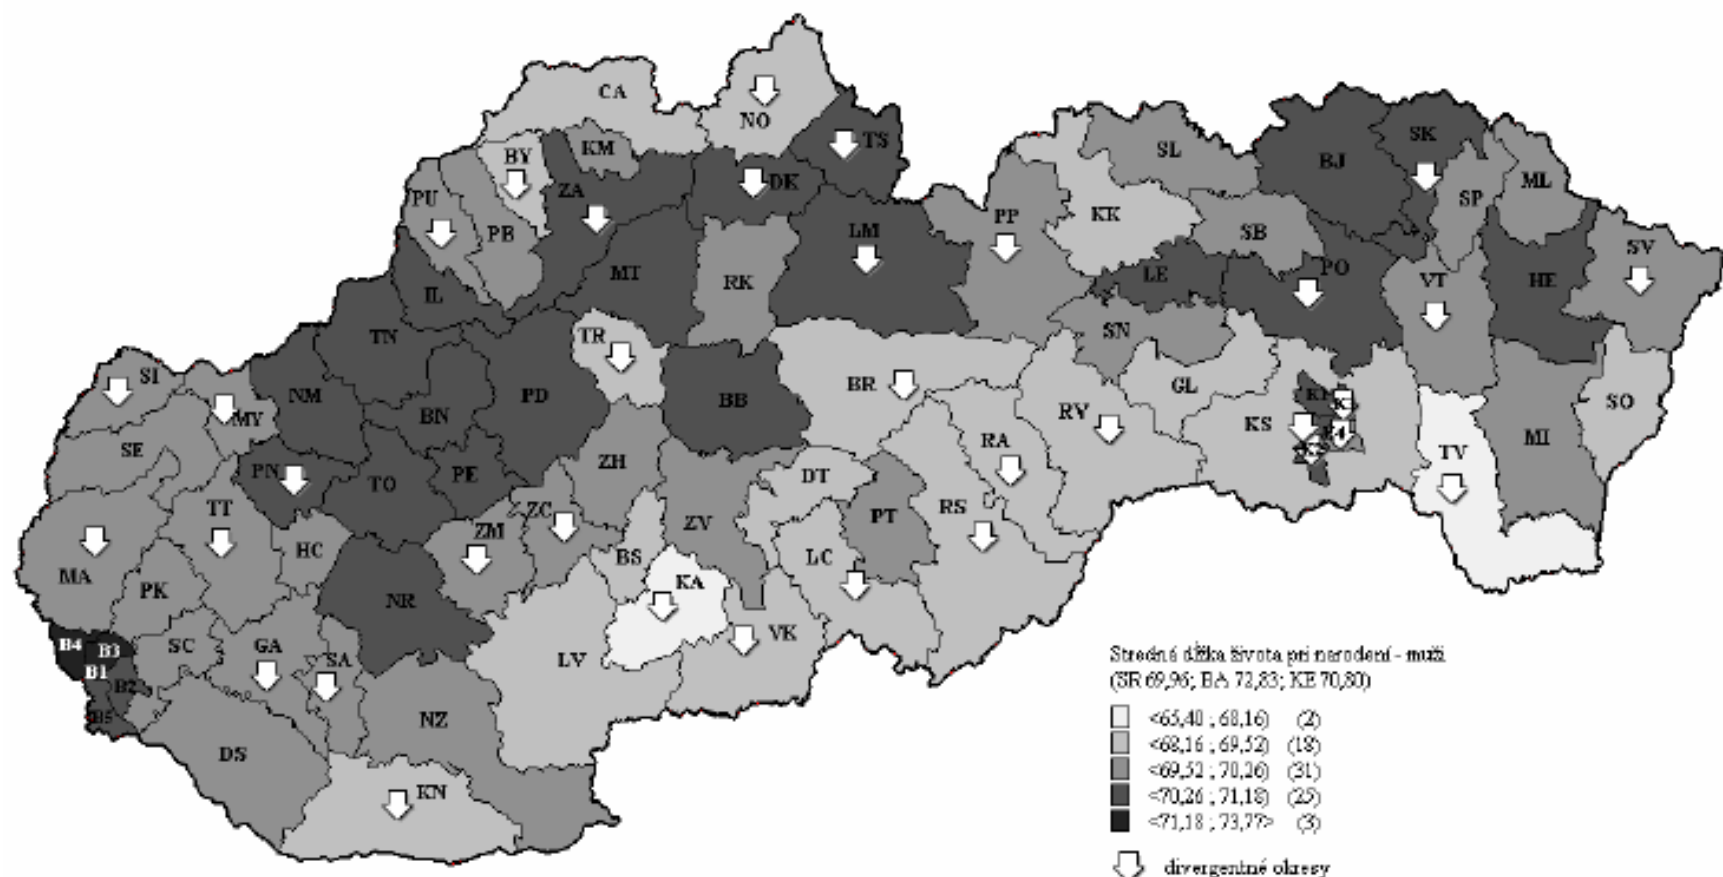 CA
NO
TS
BY
KM
DK
ZA
PU
PB
SL
BJ
SK
SP
ML
KK
PP
SB
LM
MT
RK
IL
LE
PO
VT
HE
SV
TN
TR
SN
SI
MY
NM
BN
PD
BB
BR
GL
RV
KS
K1
K3
K4
K2
SO
SE
PN
TO
PE
ZH
RA
DT
TV
MI
TT
MA
HC
ZM
ZC
ZV
PT
RS
LC
BS
KA
PK
NR
VK
B4
B3
B1
B2
B5
SC
GA
SA
LV
NZ
DS
KN
Stredná dĺžka života pri narodení - muži
(SR 69,96; BA 72,83; KE 70,80)
<65,40 ; 68,16) (2)
<68,16 ; 69,52) (18)
<69,52 ; 70,26) (31)
<70,26 ; 71,18) (25)
<71,18 ; 73,77> (3)
divergentné okresy